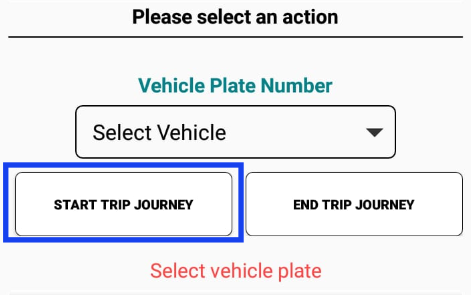 Please select an action
Vehicle Plate Number
Select Vehicle
START TRIP JOURNEY
END TRIP JOURNEY
Select vehicle plate